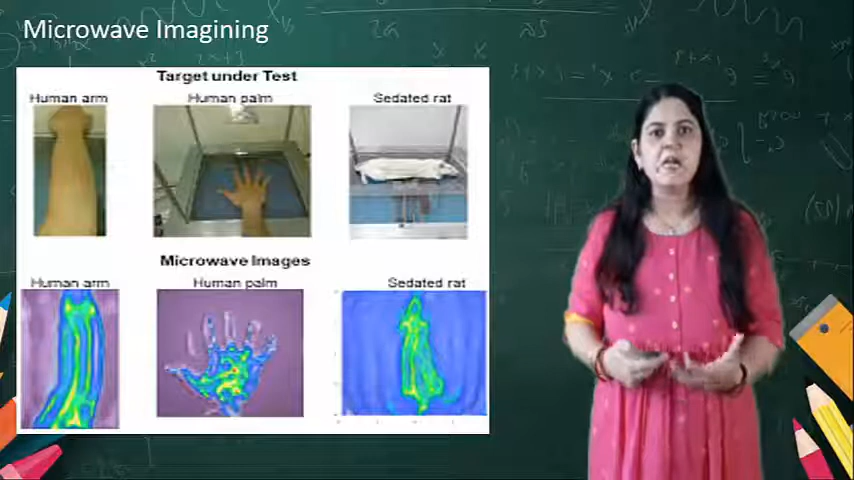 Microwave Imagining
Target under Test
Human arm
Human palm
Sedated rat
Microwave Images
Human arm
Human palm
Sedated rat